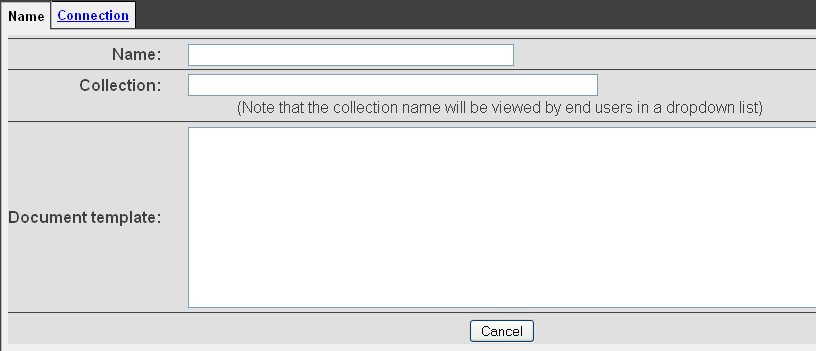 Name Connection
Name:
Collection:
(Note that the collection name will be viewed by end users in a dropdown list)
Document template:
Cancel